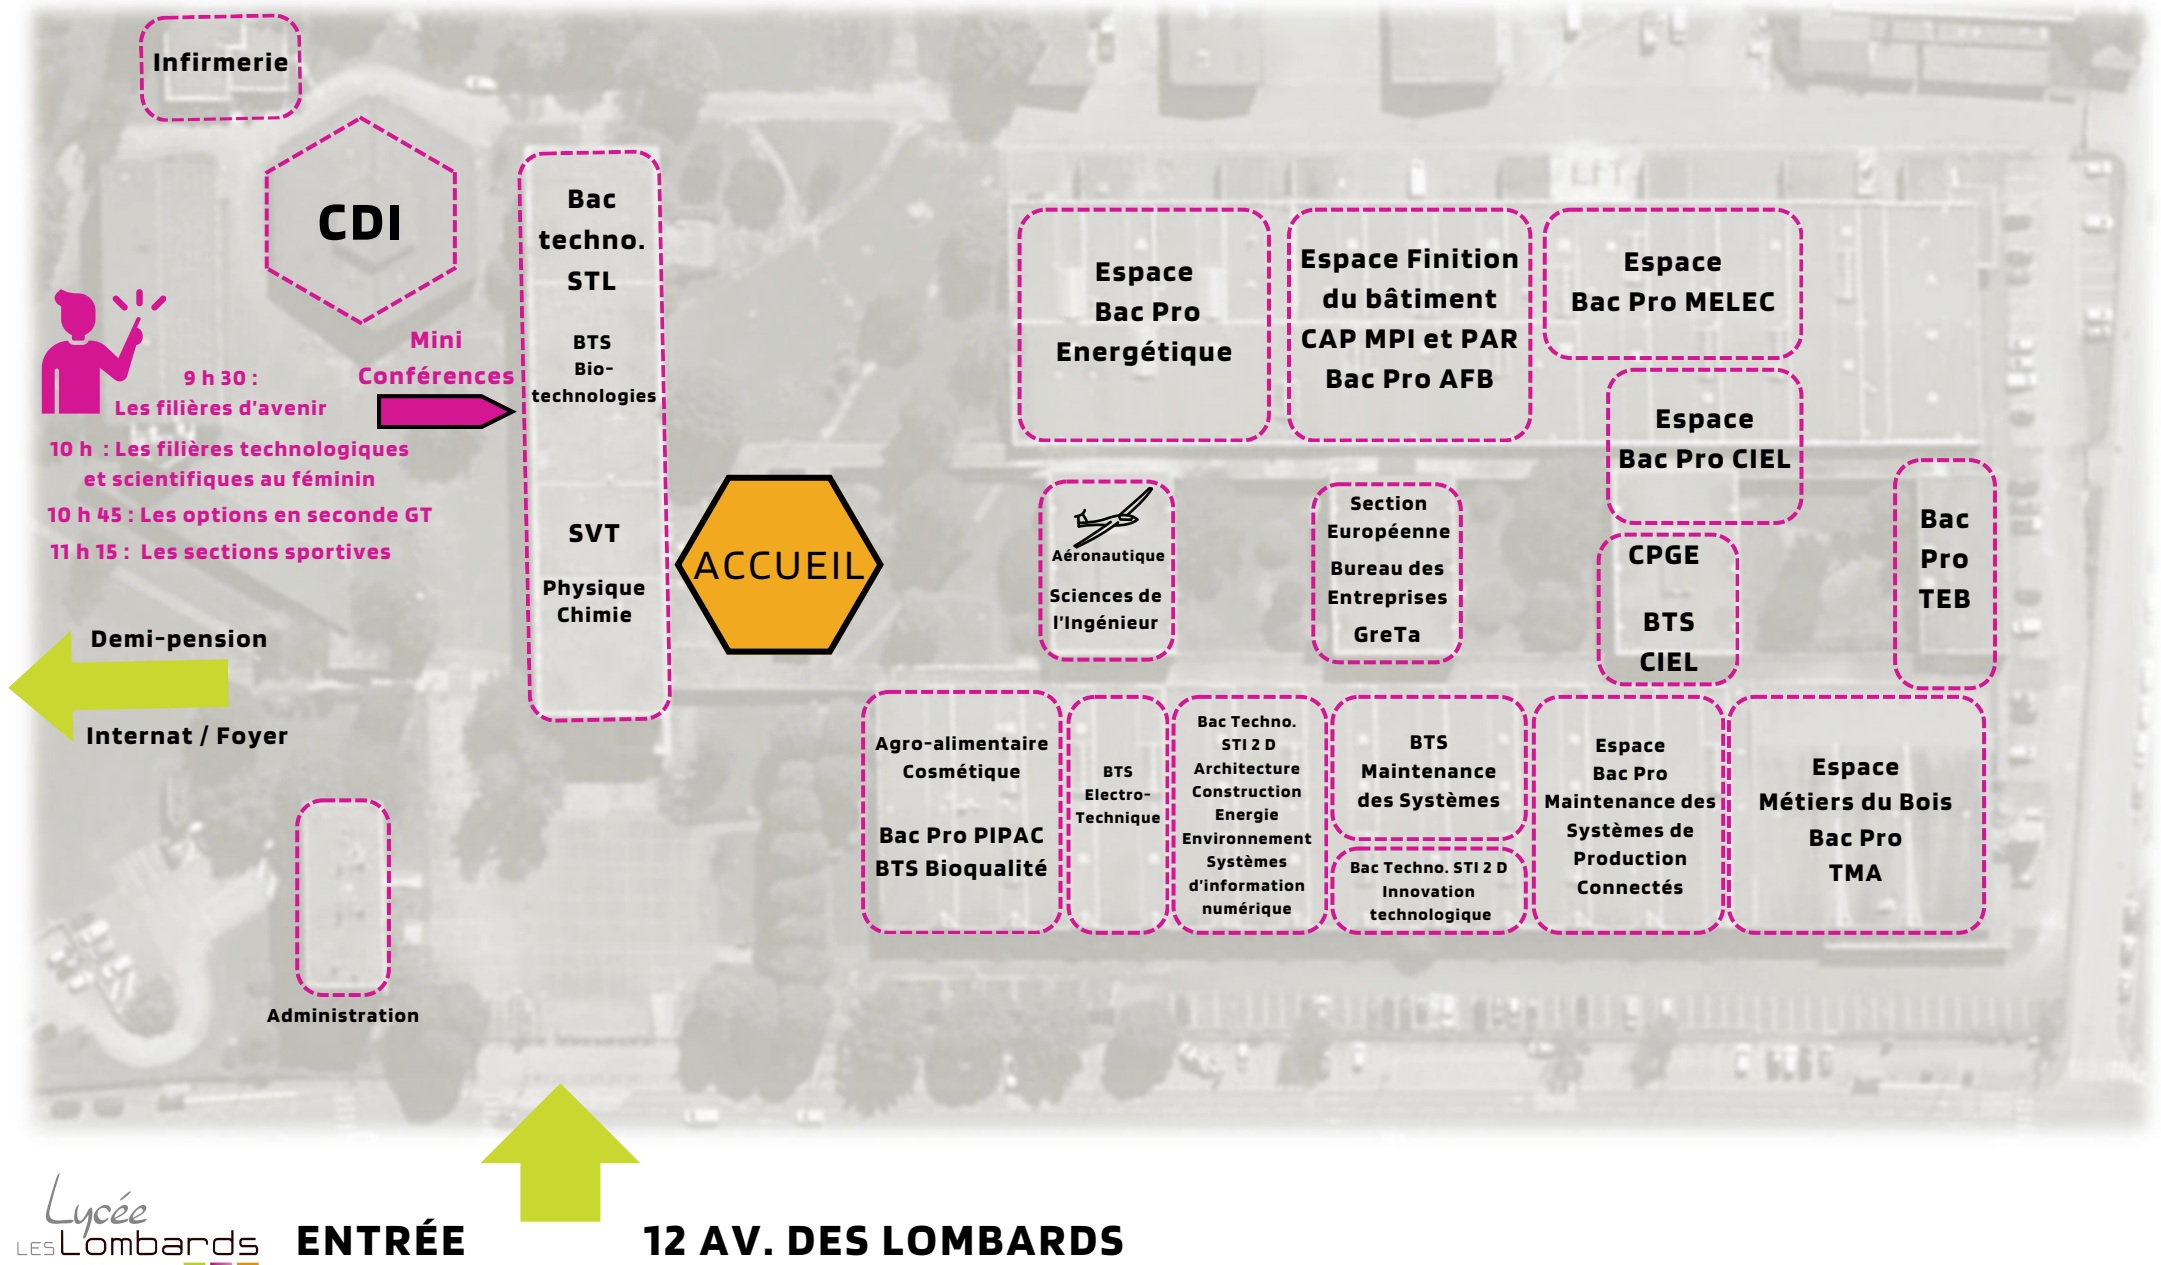 Infirmerie
CDI
Bac
techno.
STL
BTS
Bio-
technologies
SVT
Physique
Chimie
Mini
Conférences
9 h 30 :
Les filières d'avenir
10 h : Les filières technologiques
et scientifiques au féminin
10 h 45 : Les options en seconde GT
11 h 15 : Les sections sportives
Demi-pension
Internat / Foyer
Administration
ACCUEIL
Espace
Bac Pro
Energétique
Espace Finition
du bâtiment
CAP MPI et PAR
Bac Pro AFB
Espace
Bac Pro MELEC
Espace
Bac Pro CIEL
Aéronautique
Sciences de
l'Ingénieur
Section
Européenne
Bureau des
Entreprises
GreTa
CPGE
BTS
CIEL
Bac
Pro
TEB
Agro-alimentaire
Cosmétique
Bac Pro PIPAC
BTS Bioqualité
BTS
Electro-
Technique
Bac Techno.
STI 2 D
Architecture
Construction
Energie
Environnement
Systèmes
d'information
numérique
BTS
Maintenance
des Systèmes
Bac Techno. STI 2 D
Innovation
technologique
Espace
Bac Pro
Maintenance des
Systèmes de
Production
Connectés
Espace
Métiers du Bois
Bac Pro
TMA
Lycée
LES Lombards
ENTRÉE
12 AV. DES LOMBARDS